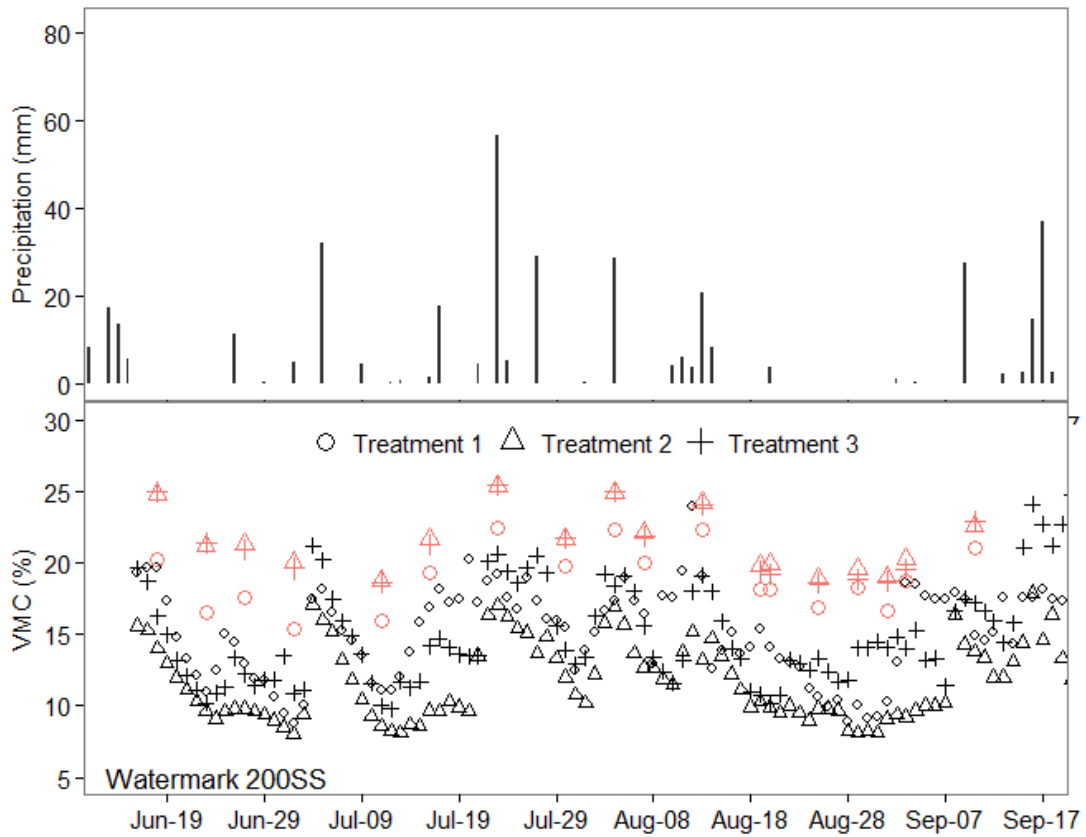 Precipitation (mm)
80
60
40
20
0
VMC (%)
30
25
20
15
10
5
Treatment 1 Treatment 2 Treatment 3
Watermark 200SS
Jun-19 Jun-29 Jul-09 Jul-19 Jul-29 Aug-08 Aug-18 Aug-28 Sep-07 Sep-17